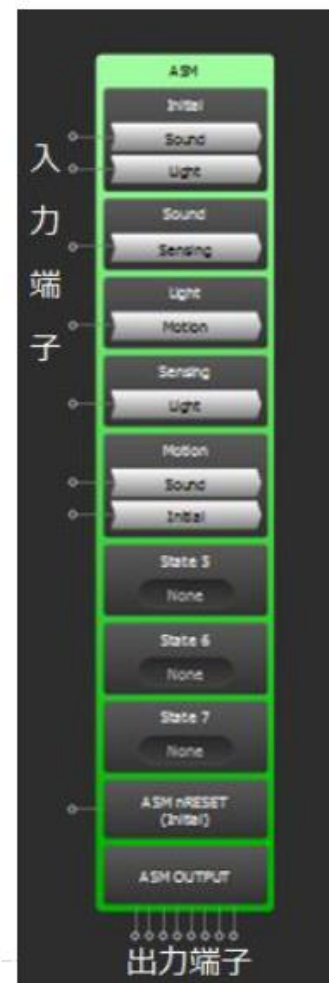 ASM
Initial
Sound
Light
Sound
Sensing
Light
Motion
Sensing
Light
Motion
Sound
Initial
State 5
None
State 6
None
State 7
None
ASM nRESET
(Initial)
ASM OUTPUT
入力端子
出力端子